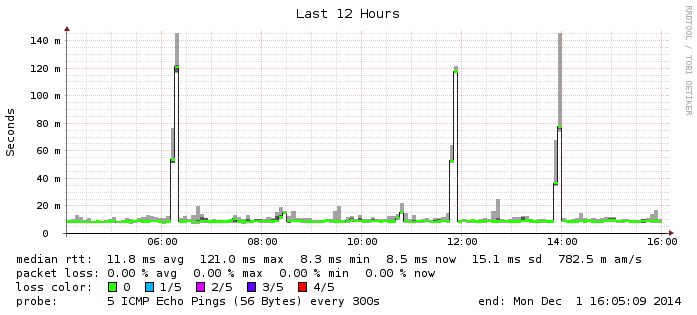 Last 12 Hours
RRDTOOL / TOBI OETIKER
Seconds
140 m
120 m
100 m
80 m
60 m
40 m
20 m
0
06:00 08:00 10:00 12:00 14:00 16:00
median rtt: 11.8 ms avg 121.0 ms max 8.3 ms min 8.5 ms now 15.1 ms sd 782.5 m am/s
packet loss: 0.00 % avg 0.00 % max 0.00 % min 0.00 % now
loss color: 0 1/5 2/5 3/5 4/5
probe: 5 ICMP Echo Pings (56 Bytes) every 300s end: Mon Dec 1 16:05:09 2014